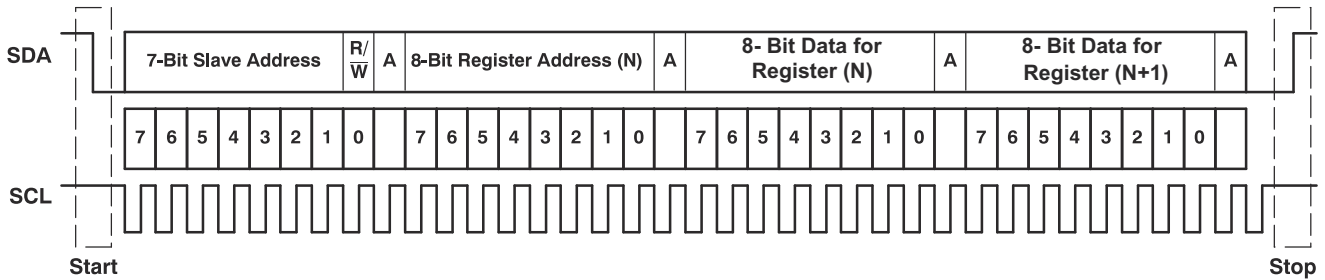 SDA
7-Bit Slave Address
R/
W
A
8-Bit Register Address (N)
A
8- Bit Data for
Register (N)
A
8- Bit Data for
Register (N+1)
A
7 6 5 4 3 2 1 0 7 6 5 4 3 2 1 0 7 6 5 4 3 2 1 0 7 6 5 4 3 2 1 0
SCL
Start
Stop